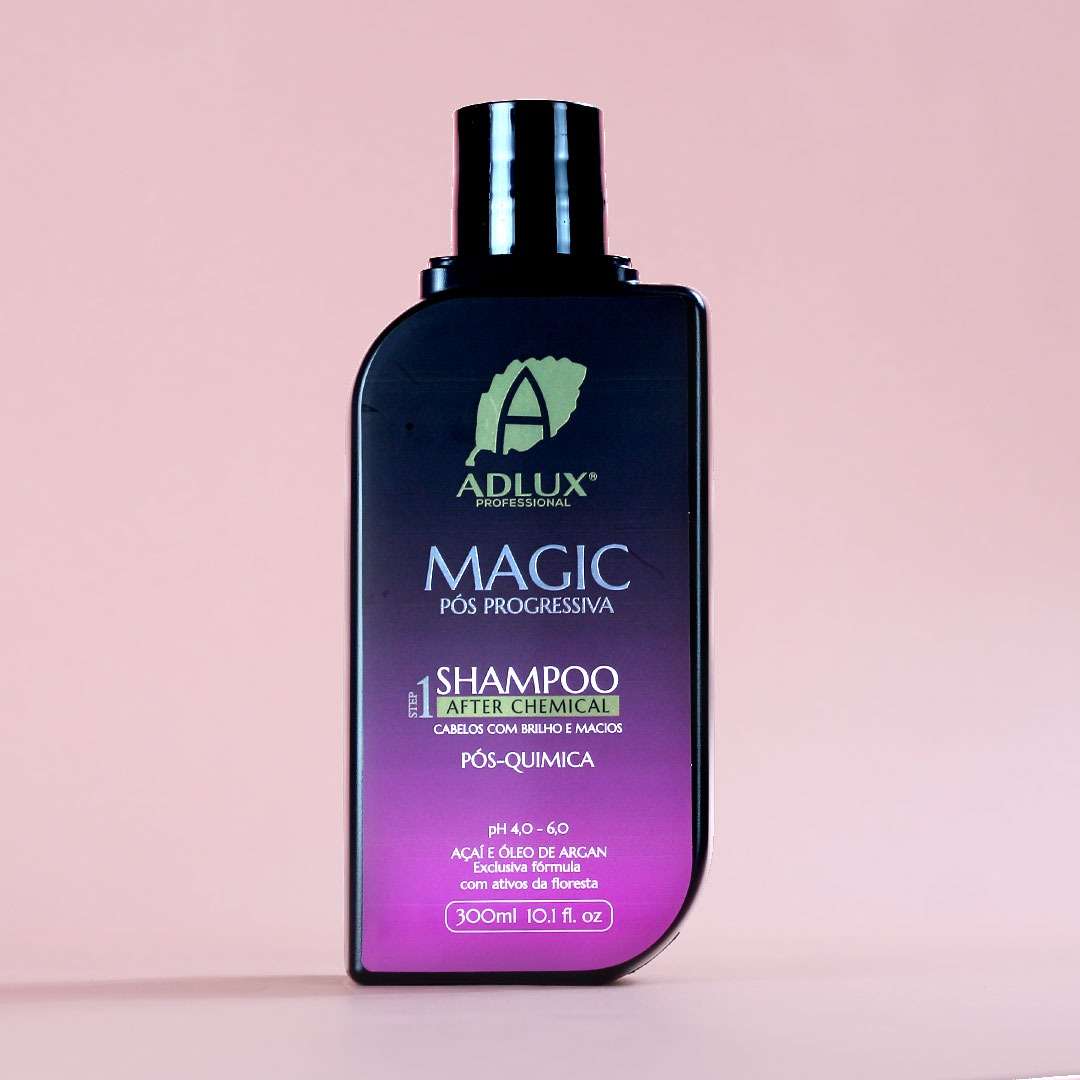 A
ADLUX®
PROFESSIONAL
MAGIC
PÓS PROGRESSIVA
STEP 1 SHAMPOO
AFTER CHEMICAL
CABELOS COM BRILHO E MACIOS
PÓS-QUIMICA
pH 4,0 - 6,0
AÇAÍ E ÓLEO DE ARGAN
Exclusiva fórmula
com ativos da floresta
300ml 10.1 fl. oz